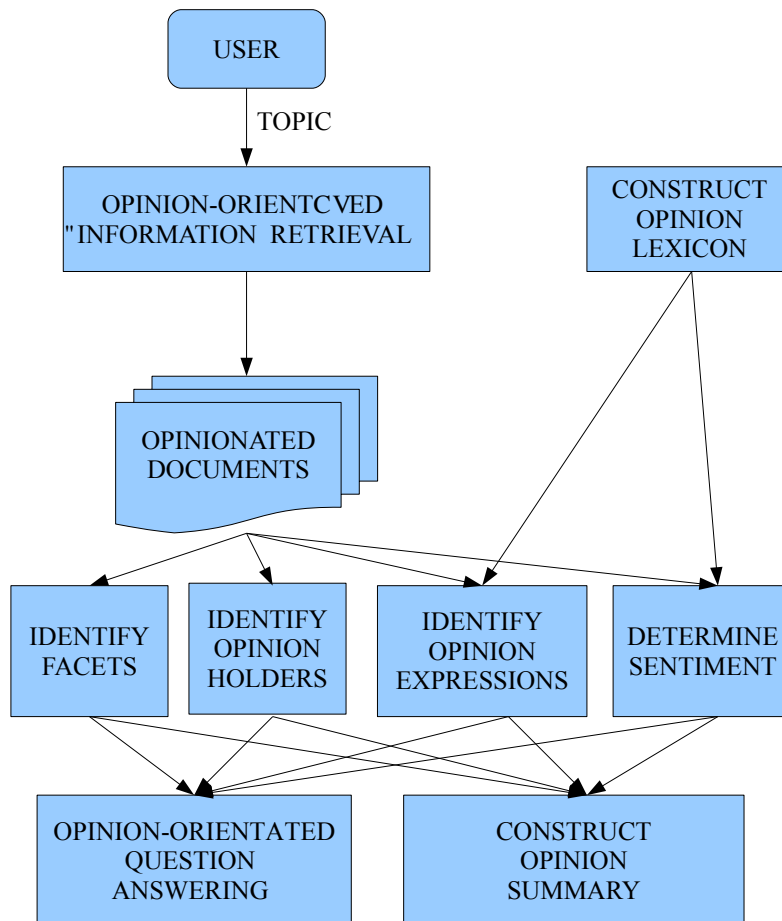 USER
TOPIC
OPINION-ORIENTCVED
"INFORMATION RETRIEVAL
CONSTRUCT
OPINION
LEXICON
OPINIONATED
DOCUMENTS
IDENTIFY
FACETS
IDENTIFY
OPINION
HOLDERS
IDENTIFY
OPINION
EXPRESSIONS
DETERMINE
SENTIMENT
OPINION-ORIENTATED
QUESTION
ANSWERING
CONSTRUCT
OPINION
SUMMARY